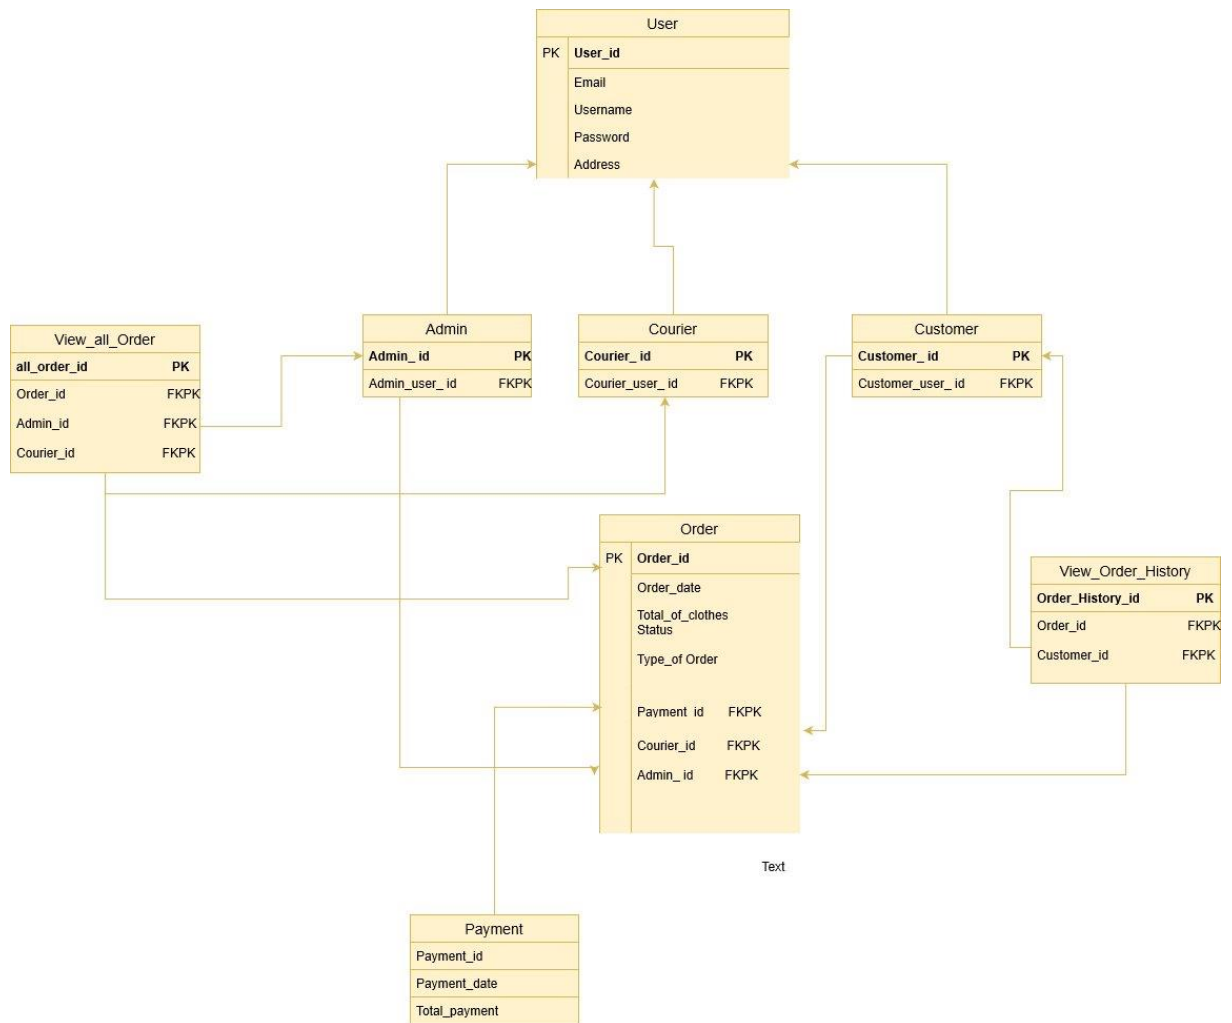 User
PK User_id
Email
Username
Password
Address
View_all_Order
all_order_id PK
Order_id FKPK
Admin_id FKPK
Courier_id FKPK
Admin
Admin_ id PK
Admin_user_ id FKPK
Courier
Courier_ id PK
Courier_user_ id FKPK
Customer
Customer_ id PK
Customer_user_ id FKPK
Order
PK Order_id
Order_date
Total_of_clothes
Status
Type_of Order
Payment_id FKPK
Courier_id FKPK
Admin_ id FKPK
View_Order_History
Order_History_id PK
Order_id FKPK
Customer_id FKPK
Text
Payment
Payment_id
Payment_date
Total_payment